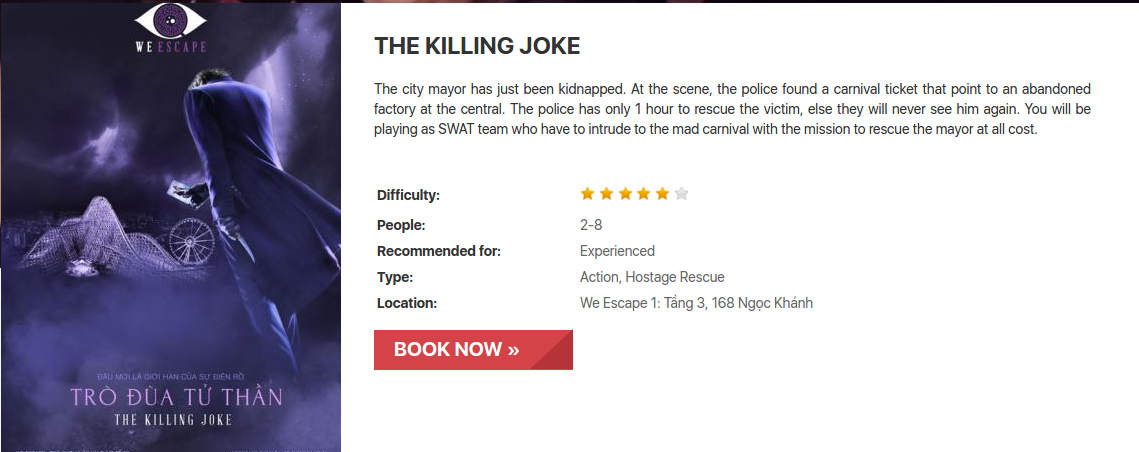 WE ESCAPE
ĐÂU MỚI LÀ GIỚI HẠN CỦA SỰ ĐIÊN RỒ
TRÒ ĐÙA TỬ THẦN
THE KILLING JOKE
THE KILLING JOKE
The city mayor has just been kidnapped. At the scene, the police found a carnival ticket that point to an abandoned
factory at the central. The police has only 1 hour to rescue the victim, else they will never see him again. You will be
playing as SWAT team who have to intrude to the mad carnival with the mission to rescue the mayor at all cost.
Difficulty:
People: 2-8
Recommended for: Experienced
Type: Action, Hostage Rescue
Location: We Escape 1: Tầng 3, 168 Ngọc Khánh
BOOK NOW »